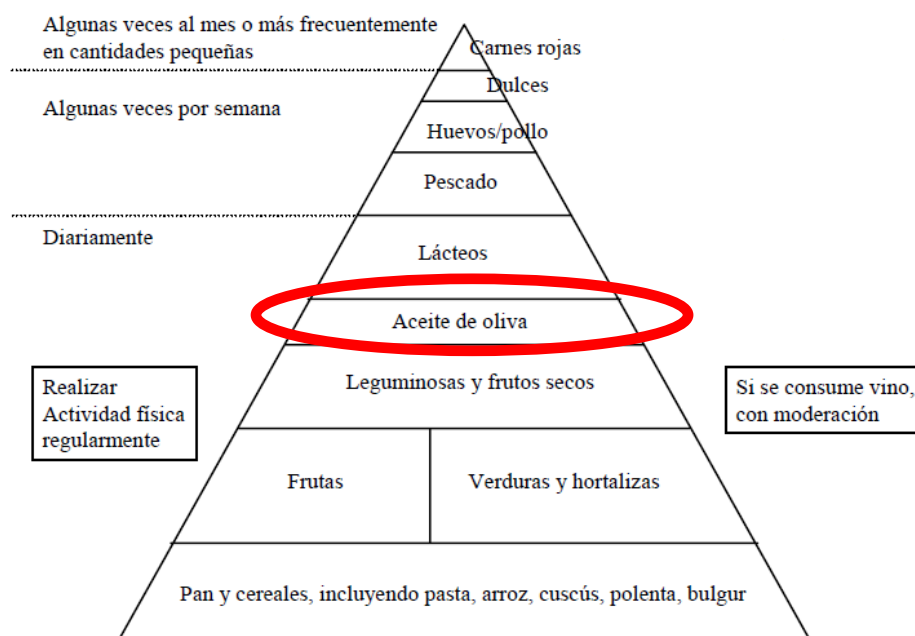 Algunas veces al mes o más frecuentemente
en cantidades pequeñas
Carnes rojas
Dulces
Algunas veces por semana
Huevos/pollo
Pescado
Diariamente
Lácteos
Aceite de oliva
Leguminosas y frutos secos
Realizar
Actividad física
regularmente
Si se consume vino,
con moderación
Frutas
Verduras y hortalizas
Pan y cereales, incluyendo pasta, arroz, cuscús, polenta, bulgur